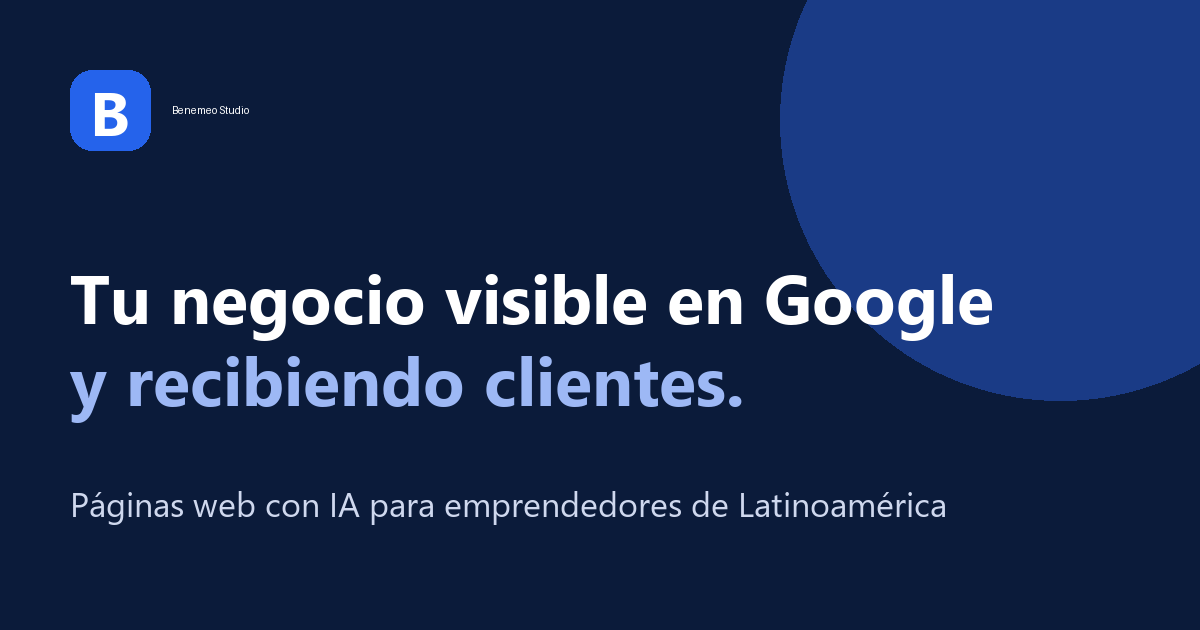 B
Benemeo Studio
Tu negocio visible en Google
y recibiendo clientes.
Páginas web con IA para emprendedores de Latinoamérica